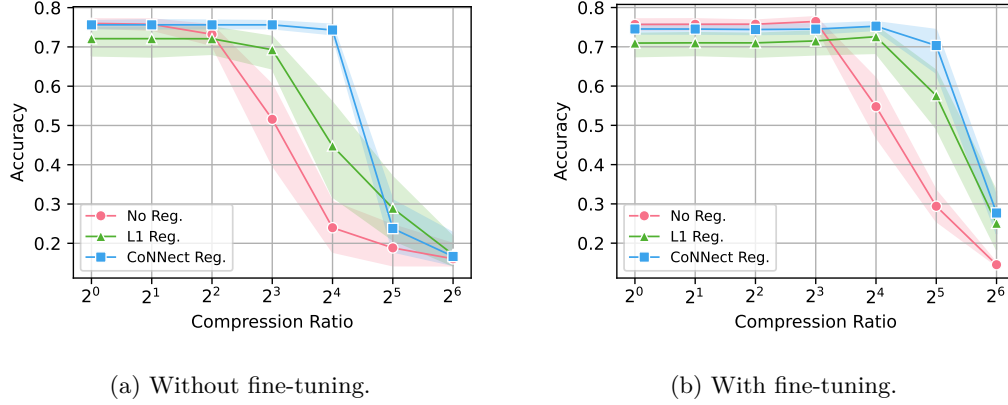 0.8
0.7
0.6
0.5
0.4
0.3
0.2
Accuracy
No Reg.
L1 Reg.
CoNNect Reg.
2^0 2^1 2^2 2^3 2^4 2^5 2^6
Compression Ratio
(a) Without fine-tuning.
0.8
0.7
0.6
0.5
0.4
0.3
0.2
Accuracy
No Reg.
L1 Reg.
CoNNect Reg.
2^0 2^1 2^2 2^3 2^4 2^5 2^6
Compression Ratio
(b) With fine-tuning.